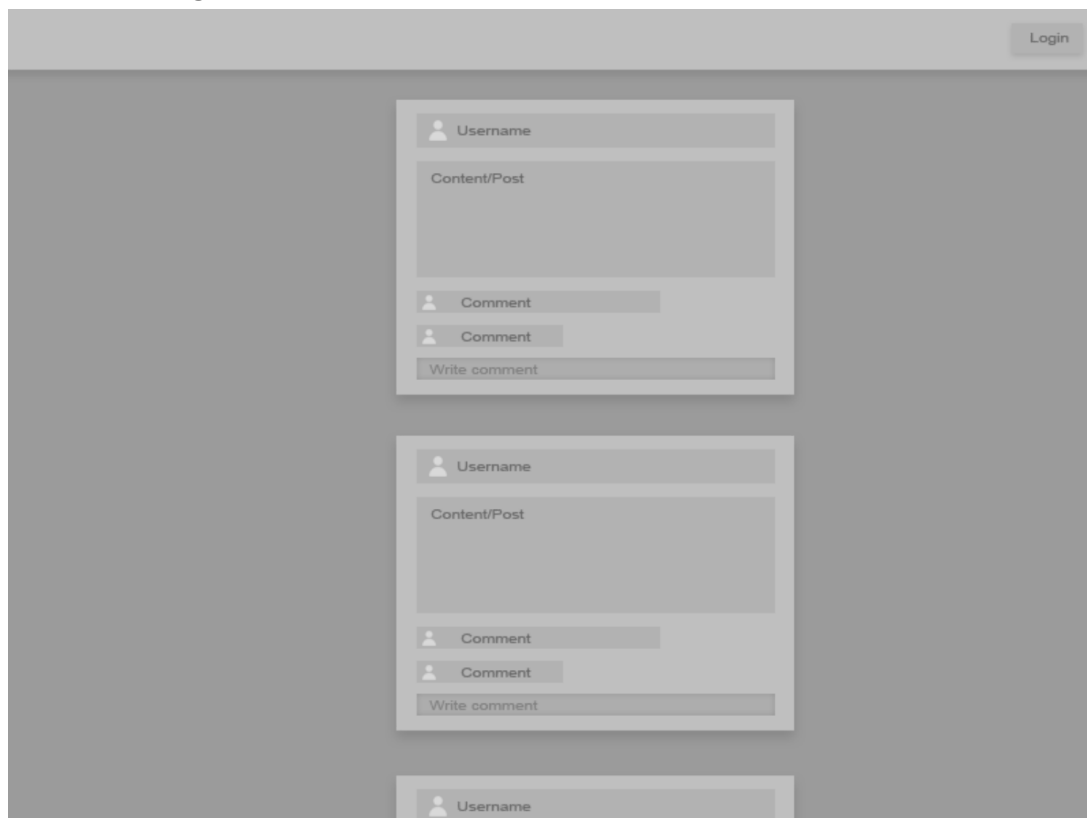 Login
Username
Content/Post
Comment
Comment
Write comment
Username
Content/Post
Comment
Comment
Write comment
Username